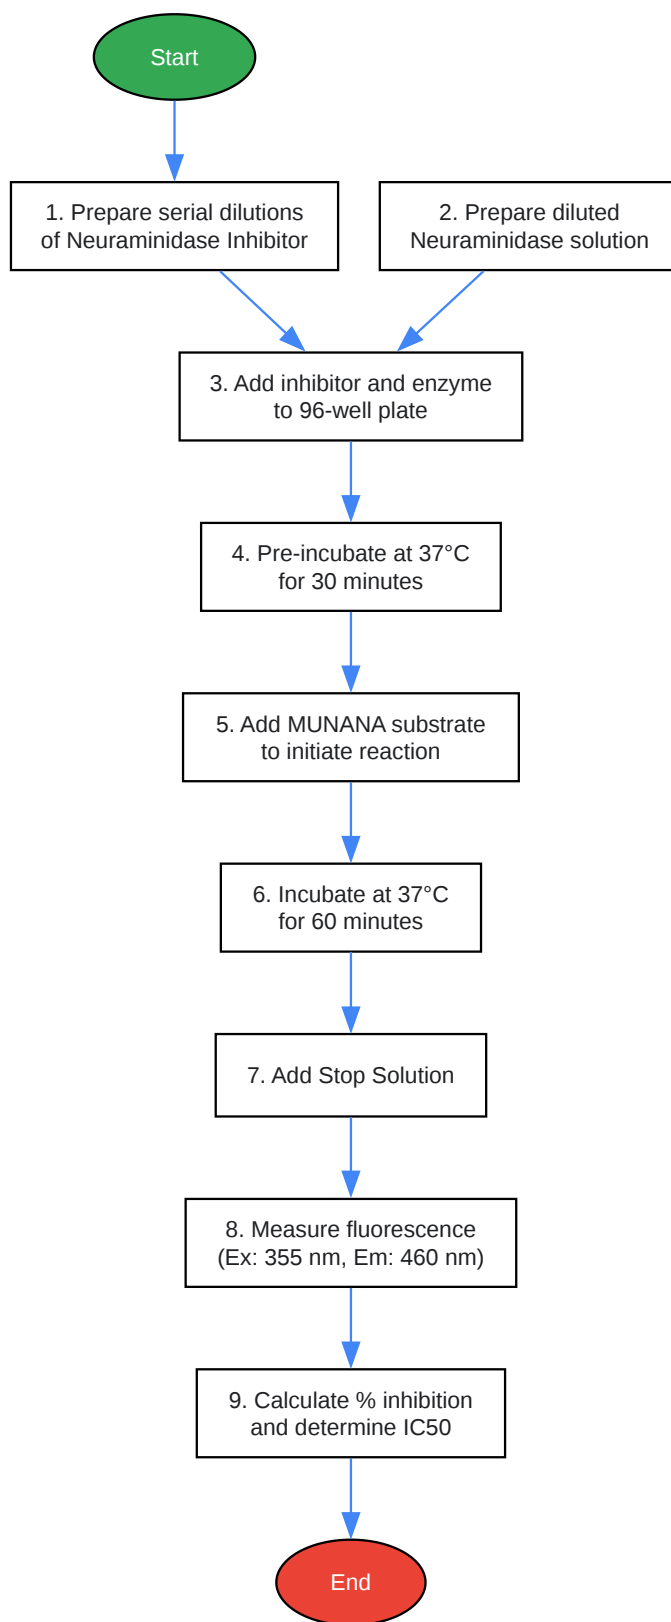 Start
1. Prepare serial dilutions
of Neuraminidase Inhibitor
2. Prepare diluted
Neuraminidase solution
3. Add inhibitor and enzyme
to 96-well plate
4. Pre-incubate at 37°C
for 30 minutes
5. Add MUNANA substrate
to initiate reaction
6. Incubate at 37°C
for 60 minutes
7. Add Stop Solution
8. Measure fluorescence
(Ex: 355 nm, Em: 460 nm)
9. Calculate % inhibition
and determine IC50
End